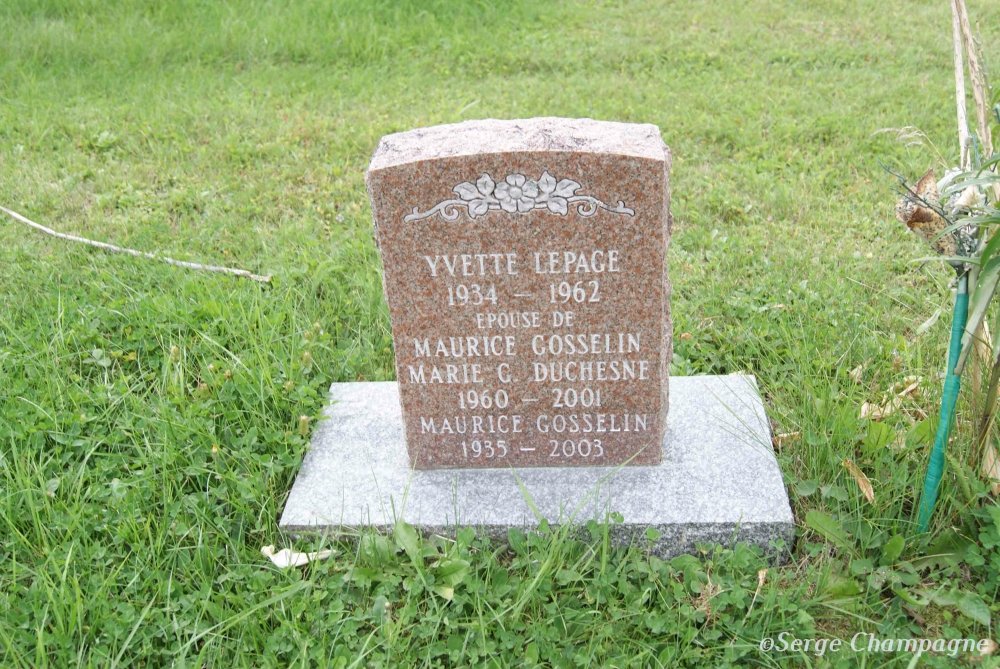 YVETTE LEPAGE
1934 – 1962
EPOUSE DE
MAURICE GOSSELIN
MARIE G. DUCHESNE
1960 – 2001
MAURICE GOSSELIN
1935 – 2003
©Serge Champagne